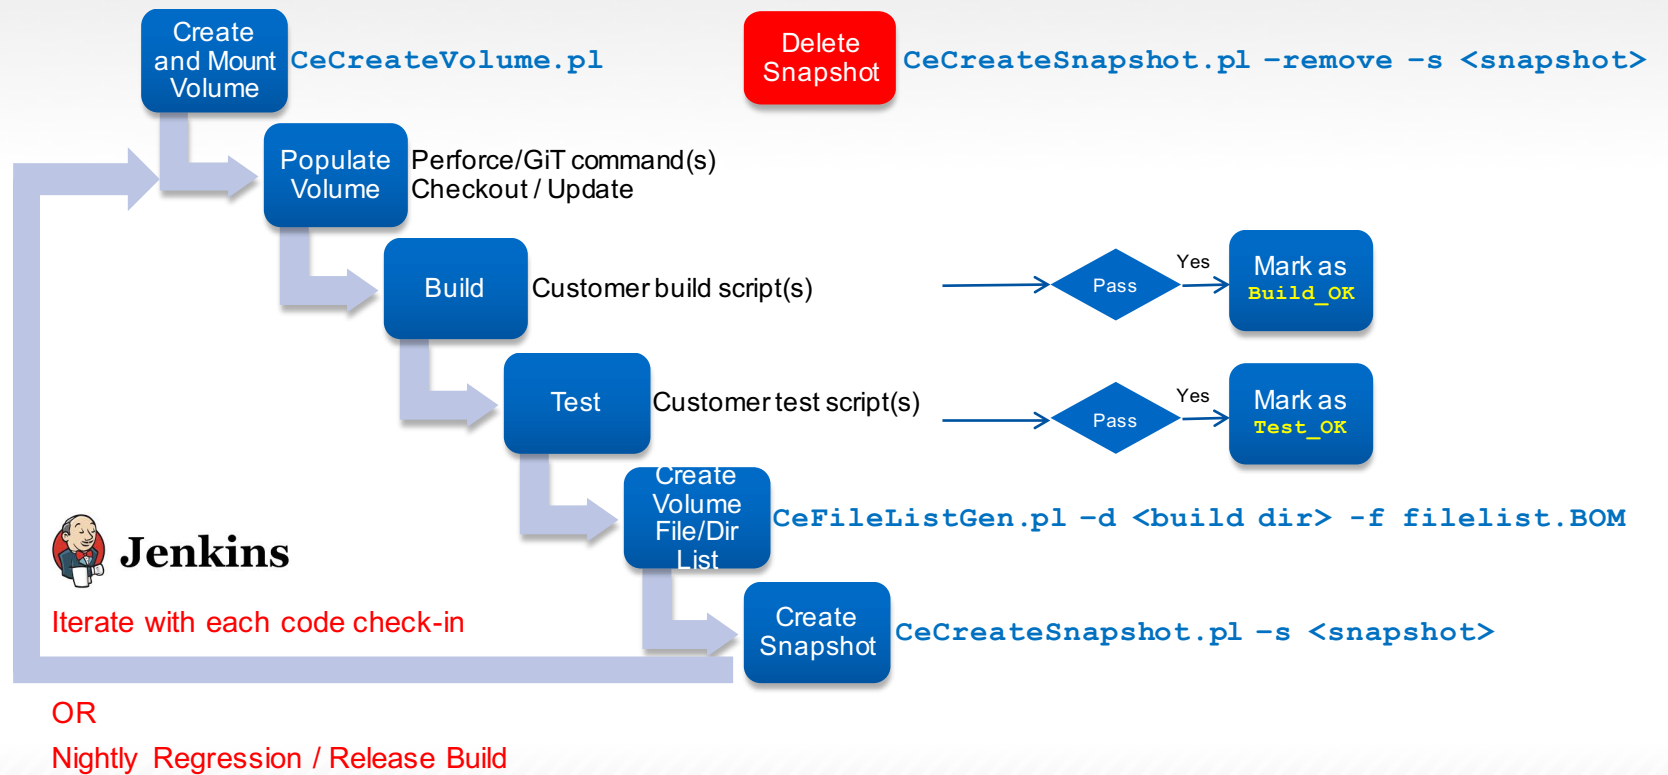 Create
and Mount
Volume
CeCreateVolume.pl
Delete
Snapshot
CeCreateSnapshot.pl –remove –s <snapshot>
Populate
Volume
Perforce/GiT command(s)
Checkout / Update
Build
Customer build script(s)
Pass
Yes
Mark as
Build_OK
Test
Customer test script(s)
Pass
Yes
Mark as
Test_OK
Create
Volume
File/Dir
List
CeFileListGen.pl –d <build dir> -f filelist.BOM
Jenkins
Iterate with each code check-in
Create
Snapshot
CeCreateSnapshot.pl –s <snapshot>
OR
Nightly Regression / Release Build